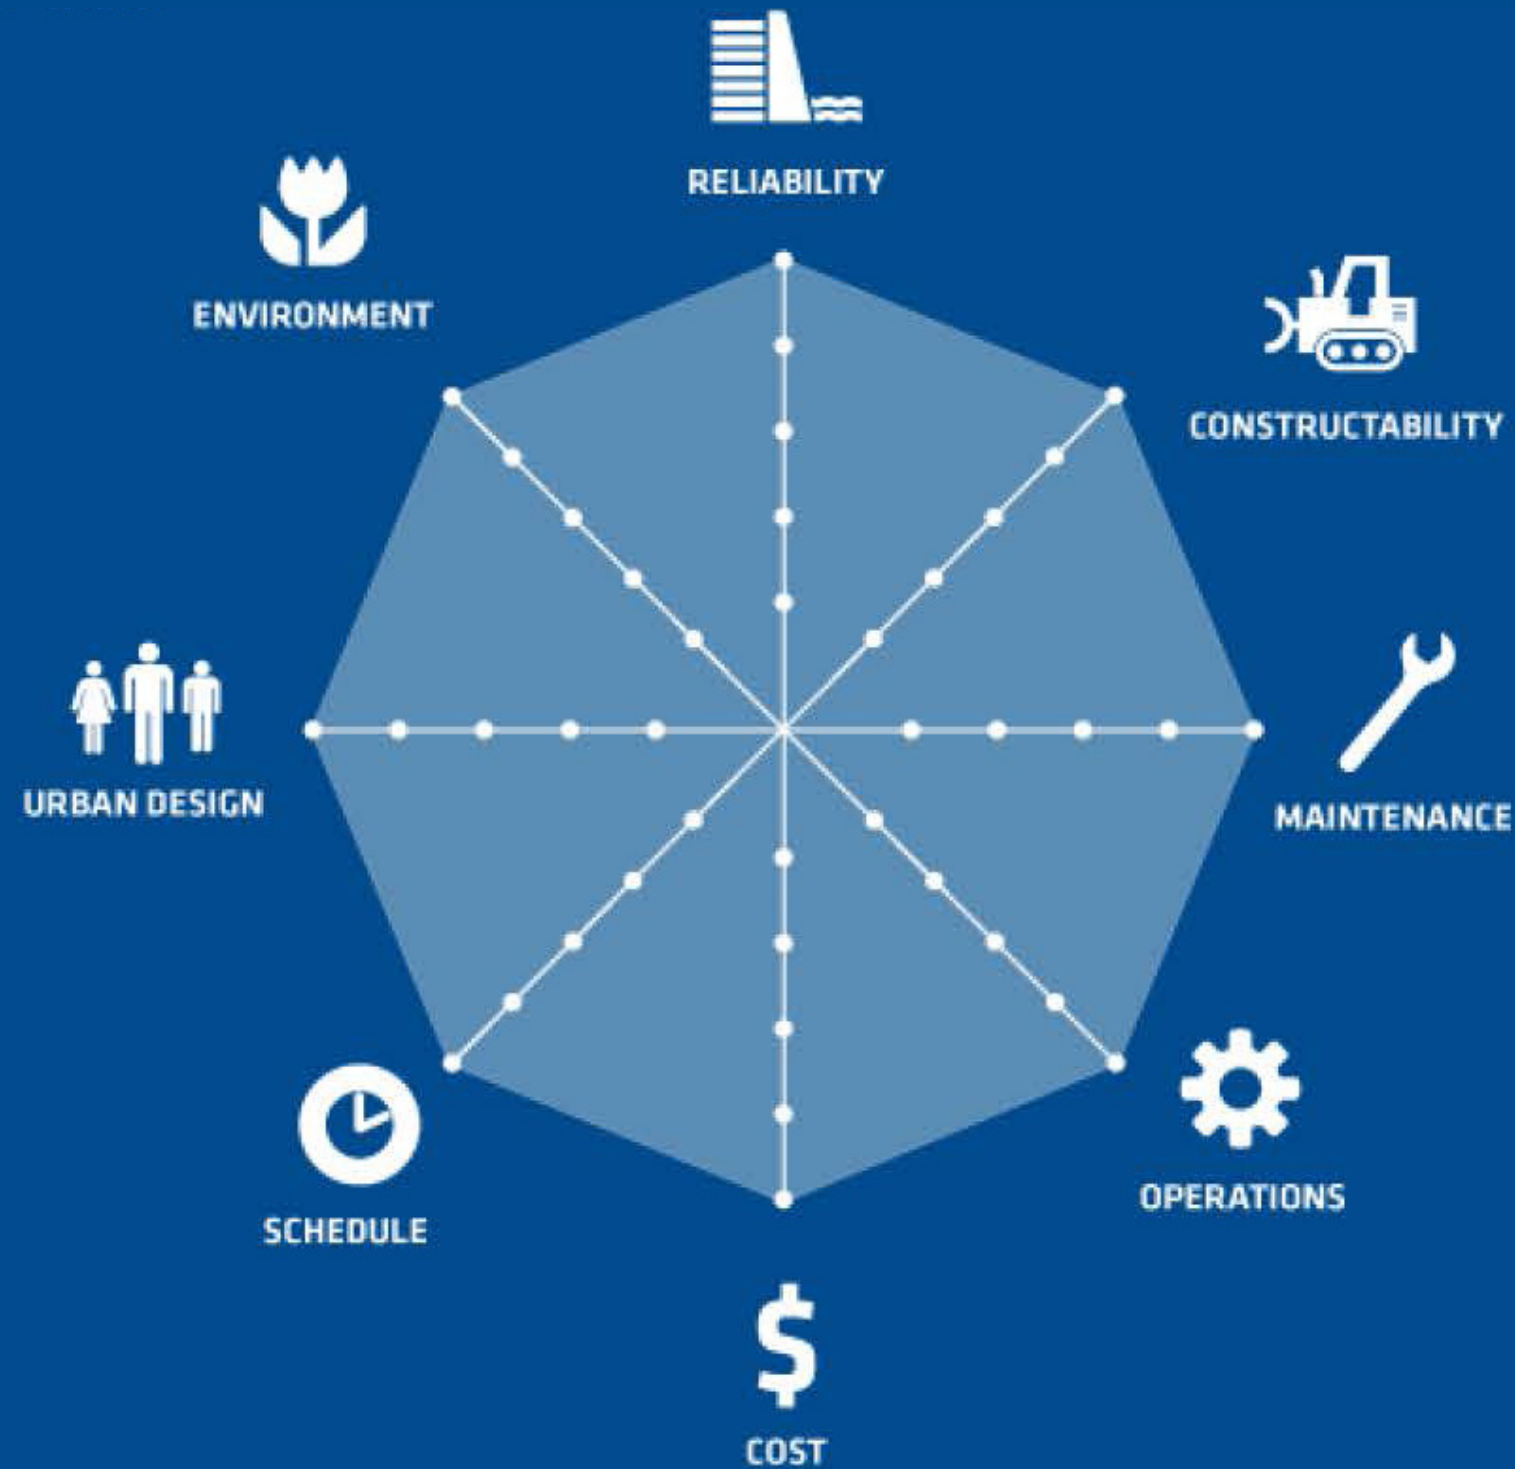 RELIABILITY
ENVIRONMENT
CONSTRUCTABILITY
URBAN DESIGN
MAINTENANCE
OPERATIONS
SCHEDULE
$
COST